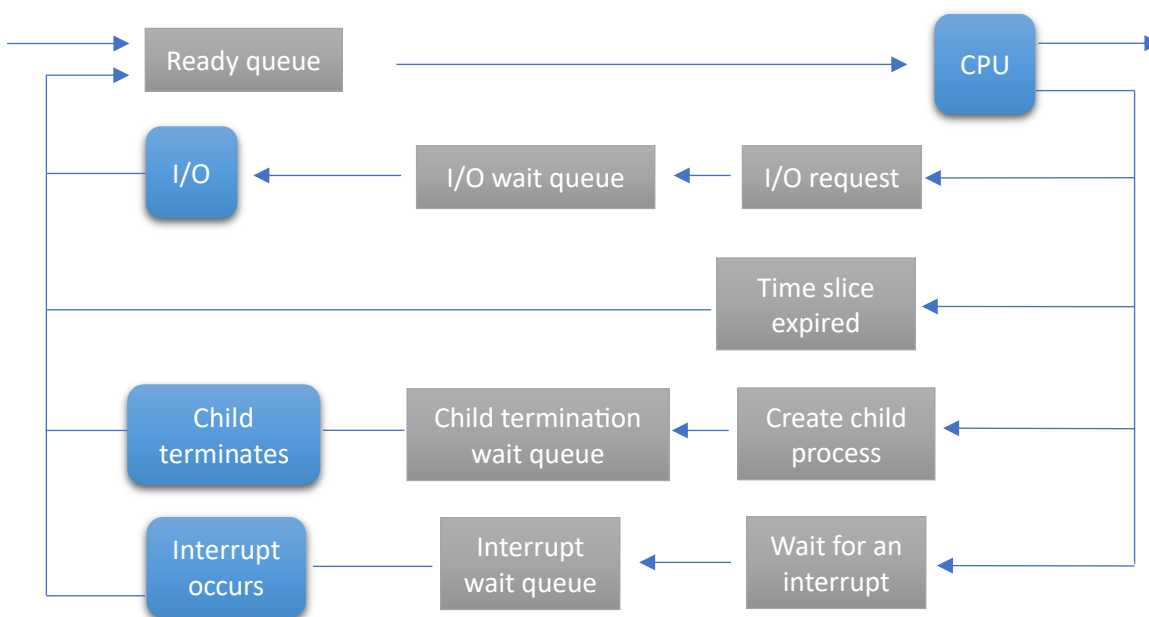 Ready queue
CPU
I/O
I/O wait queue
I/O request
Time slice
expired
Child
terminates
Child termination
wait queue
Create child
process
Interrupt
occurs
Interrupt
wait queue
Wait for an
interrupt